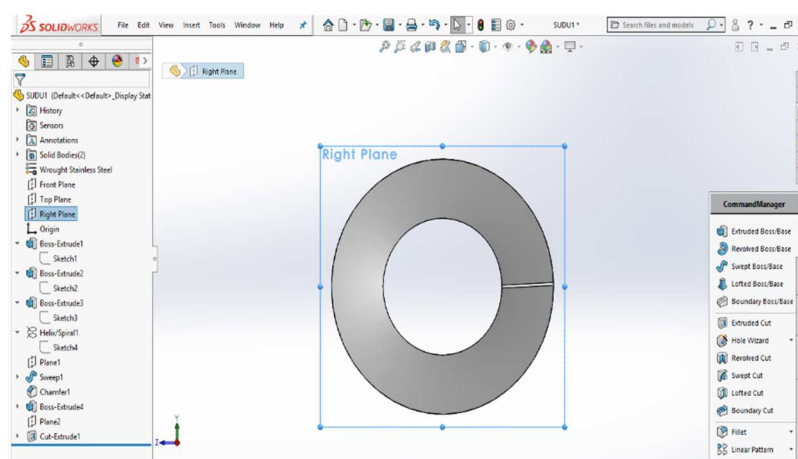 SOLIDWORKS File Edit View Insert Tools Window Help SUDU1 * Search files and models
Right Plane
SUDU1 (Default<<Default>_Display Stat
History
Sensors
Annotations
Solid Bodies(2)
Wrought Stainless Steel
Front Plane
Top Plane
Right Plane
Origin
Boss-Extrude1
Sketch1
Boss-Extrude2
Sketch2
Boss-Extrude3
Sketch3
Helix/Spiral1
Sketch4
Plane1
Sweep1
Chamfer1
Boss-Extrude4
Plane2
Cut-Extrude1
Right Plane
Y
Z
CommandManager
Extruded Boss/Base
Revolved Boss/Base
Swept Boss/Base
Lofted Boss/Base
Boundary Boss/Base
Extruded Cut
Hole Wizard
Revolved Cut
Swept Cut
Lofted Cut
Boundary Cut
Fillet
Linear Pattern